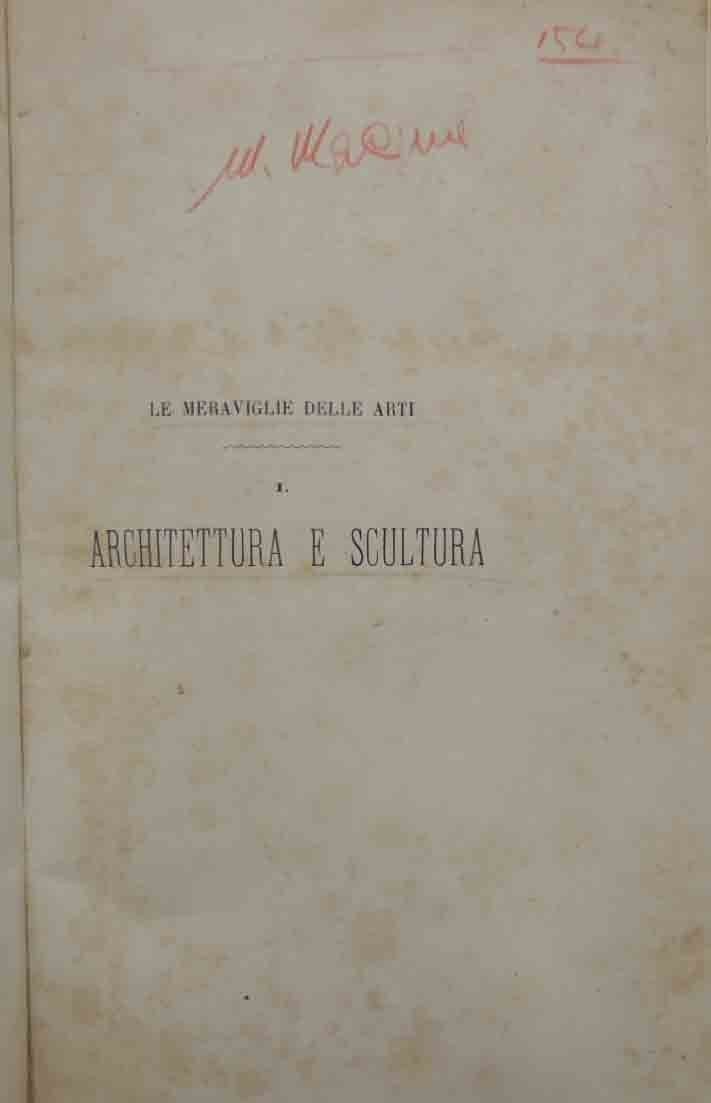 LE MERAVIGLIE DELLE ARTI
I.
ARCHITETTURA E SCULTURA